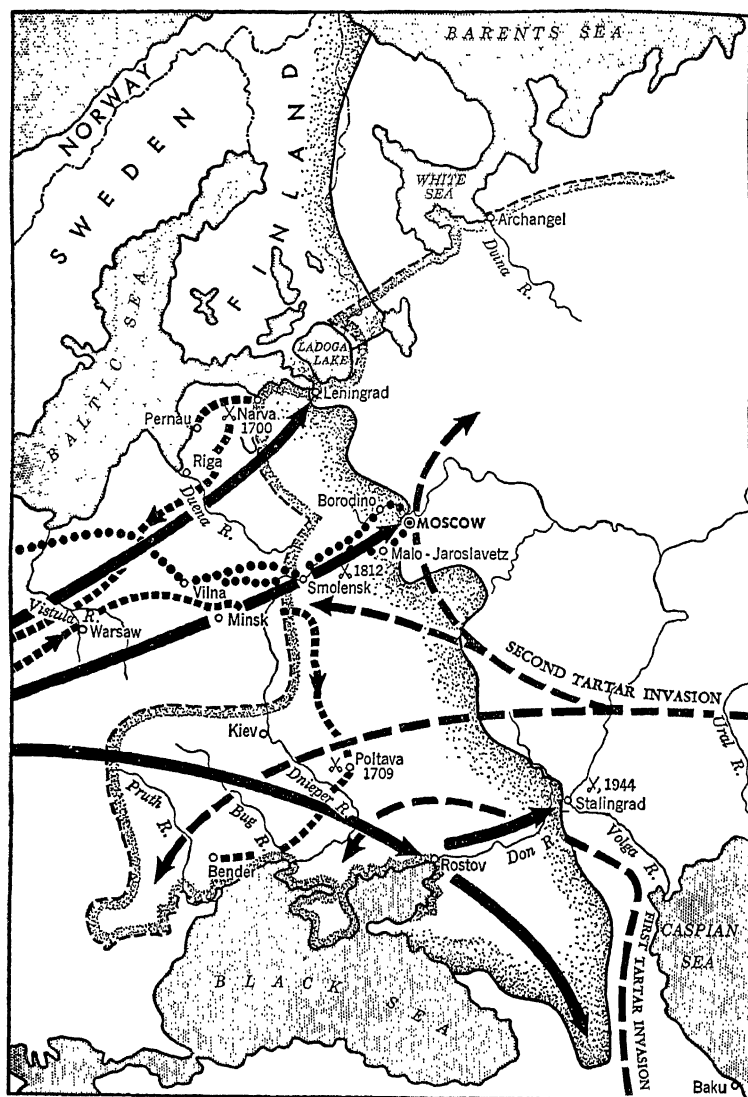 BARENTS SEA
NORWAY
SWEDEN
FINLAND
WHITE
SEA
Archangel
Duina R.
BALTIC SEA
LADOGA
LAKE
Leningrad
Pernau
Narva
1700
Riga
Duena R.
Borodino
MOSCOW
Malo-Jaroslavetz
1812
Smolensk
Vilna
Minsk
Vistula R.
Warsaw
SECOND TARTAR INVASION
Ural R.
Kiev
Poltava
1709
Dnieper R.
1944
Stalingrad
Pruth R.
Bug R.
Volga R.
Bender
Rostov
Don R.
FIRST TARTAR INVASION
CASPIAN
SEA
BLACK SEA
Baku